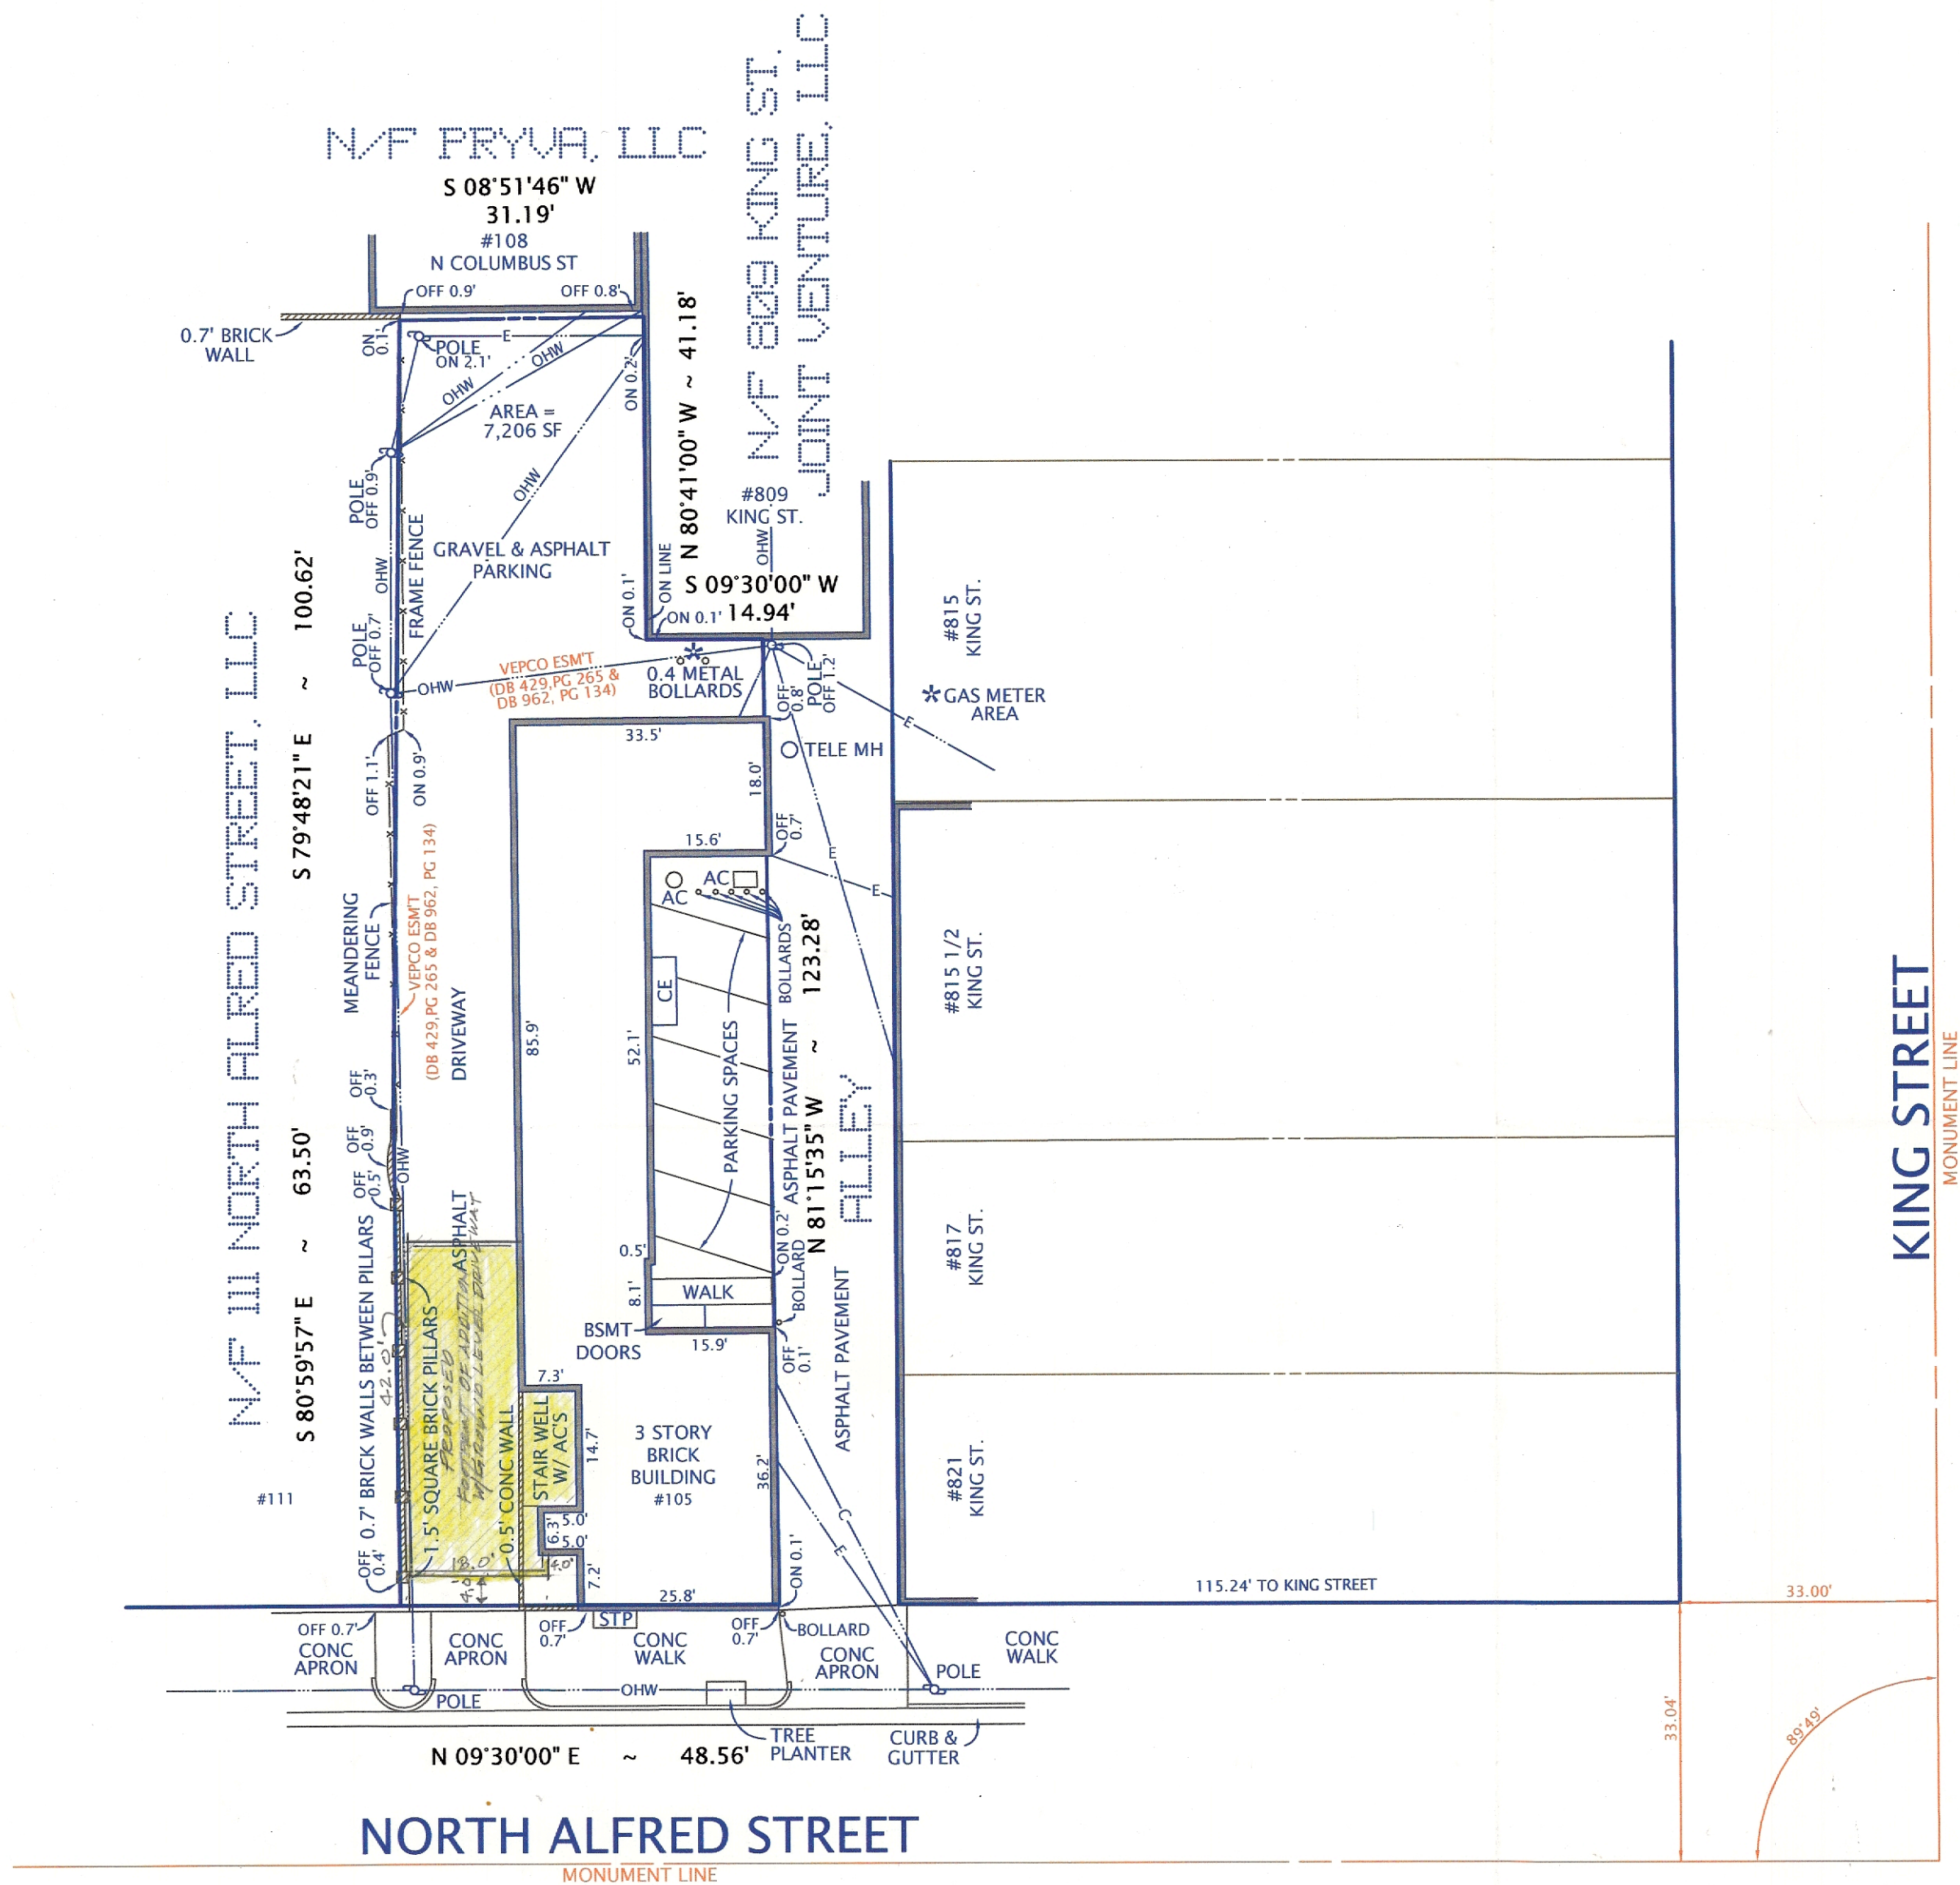 N/F PRYVA, LLC
S 08°51'46" W
31.19'
#108
N COLUMBUS ST
OFF 0.9'
OFF 0.8'
0.7' BRICK
WALL
ON
0.1'
POLE
ON 2.1'
E
OHW
OHW
ON 0.2'
AREA =
7,206 SF
OHW
POLE
OFF 0.9'
OHW
FRAME FENCE
GRAVEL & ASPHALT
PARKING
POLE
OFF 0.7'
ON 0.1'
ON LINE
ON 0.1'
N 80°41'00" W ~ 41.18'
N/F 809 KING ST.
JOINT VENTURE, LLC
#809
KING ST.
OHW
S 09°30'00" W
14.94'
OHW
VEPCO ESM'T
(DB 429,PG 265 &
DB 962, PG 134)
0.4 METAL
BOLLARDS
OFF
0.8'
POLE
OFF 1.2'
E
* GAS METER
AREA
TELE MH
33.5'
18.0'
OFF
0.7'
15.6'
E
E
AC
AC
BOLLARDS
CE
52.1'
85.9'
PARKING SPACES
ASPHALT PAVEMENT
N 81°15'35" W ~ 123.28'
ALLEY
ON 0.2'
BOLLARD
0.5'
8.1'
WALK
BSMT
DOORS
15.9'
OFF
0.1'
ASPHALT PAVEMENT
N/F 111 NORTH ALFRED STREET, LLC
S 79°48'21" E ~ 100.62'
S 80°59'57" E ~ 63.50'
OFF 1.1'
ON 0.9'
MEANDERING
FENCE
VEPCO ESM'T
(DB 429,PG 265 & DB 962, PG 134)
DRIVEWAY
OFF
0.3'
OFF
0.9'
OFF
0.5'
OHW
ASPHALT
0.7' BRICK WALLS BETWEEN PILLARS
42.0'
1.5' SQUARE BRICK PILLARS
PROPOSED
FOOTPRINT OF ADDITION
W/GROUND LEVEL DRIVEWAY
0.5' CONC WALL
STAIR WELL
W/ AC'S
7.3'
14.7'
5.0'
6.3'
5.0'
4.0'
7.2'
18.0'
4.0'
3 STORY
BRICK
BUILDING
#105
36.2'
25.8'
ON 0.1'
C
E
#111
OFF
0.4'
OFF 0.7'
CONC
APRON
CONC
APRON
OFF
0.7'
STP
CONC
WALK
OFF
0.7'
BOLLARD
CONC
APRON
CONC
WALK
POLE
OHW
POLE
TREE
PLANTER
CURB &
GUTTER
N 09°30'00" E ~ 48.56'
NORTH ALFRED STREET
MONUMENT LINE
#815
KING ST.
#815 1/2
KING ST.
#817
KING ST.
#821
KING ST.
115.24' TO KING STREET
33.00'
33.04'
89°49'
KING STREET
MONUMENT LINE